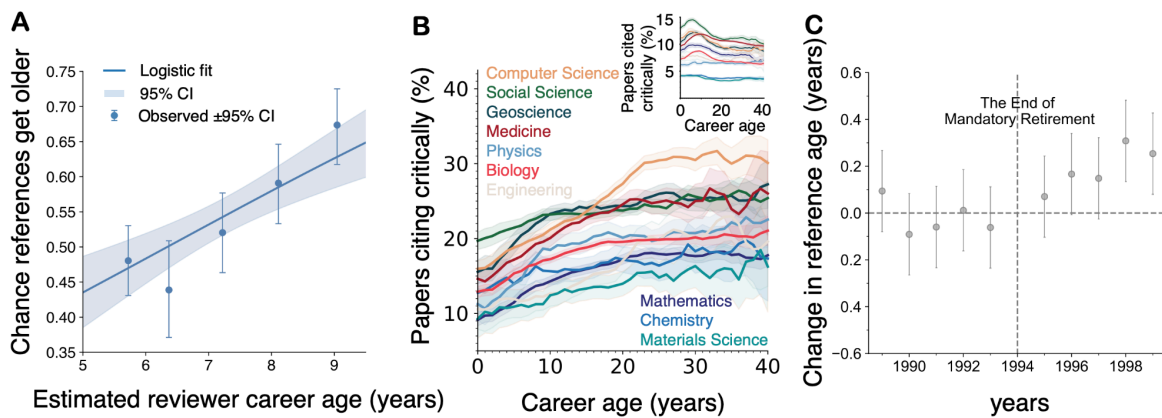 A
Chance references get older
0.75
0.70
0.65
0.60
0.55
0.50
0.45
0.40
0.35
Logistic fit
95% CI
Observed ±95% CI
5
6
7
8
9
Estimated reviewer career age (years)
B
Papers citing critically (%)
40
30
20
10
Computer Science
Social Science
Geoscience
Medicine
Physics
Biology
Engineering
Mathematics
Chemistry
Materials Science
0
10
20
30
40
Career age (years)
Papers cited
critically (%)
15
10
5
0
20
40
Career age
C
Change in reference age (years)
0.6
0.4
0.2
0.0
−0.2
−0.4
−0.6
The End of
Mandatory Retirement
1990
1992
1994
1996
1998
years